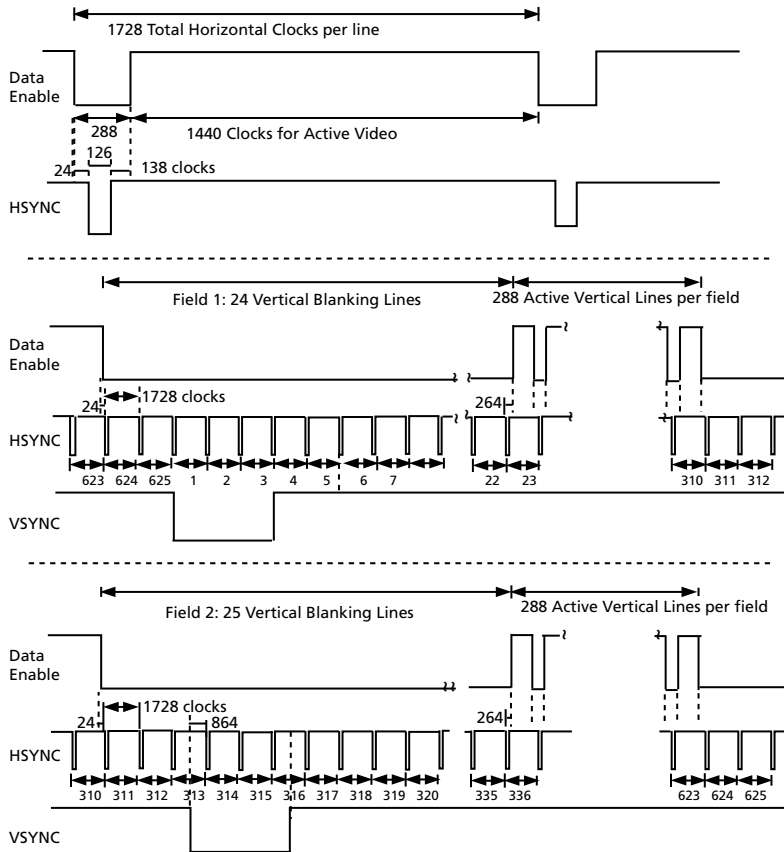 1728 Total Horizontal Clocks per line
Data
Enable
288
1440 Clocks for Active Video
126
24
138 clocks
HSYNC
Field 1: 24 Vertical Blanking Lines
288 Active Vertical Lines per field
Data
Enable
1728 clocks
24
264
HSYNC
623 624 625 1 2 3 4 5 6 7 22 23 310 311 312
VSYNC
Field 2: 25 Vertical Blanking Lines
288 Active Vertical Lines per field
Data
Enable
1728 clocks
24
864
264
HSYNC
310 311 312 313 314 315 316 317 318 319 320 335 336 623 624 625
VSYNC